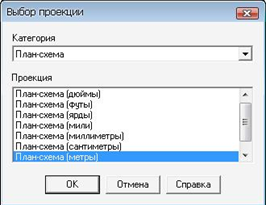 Выбор проекции
Категория
План-схема
Проекция
План-схема (дюймы)
План-схема (футы)
План-схема (ярды)
План-схема (мили)
План-схема (миллиметры)
План-схема (сантиметры)
План-схема (метры)
OK Отмена Справка